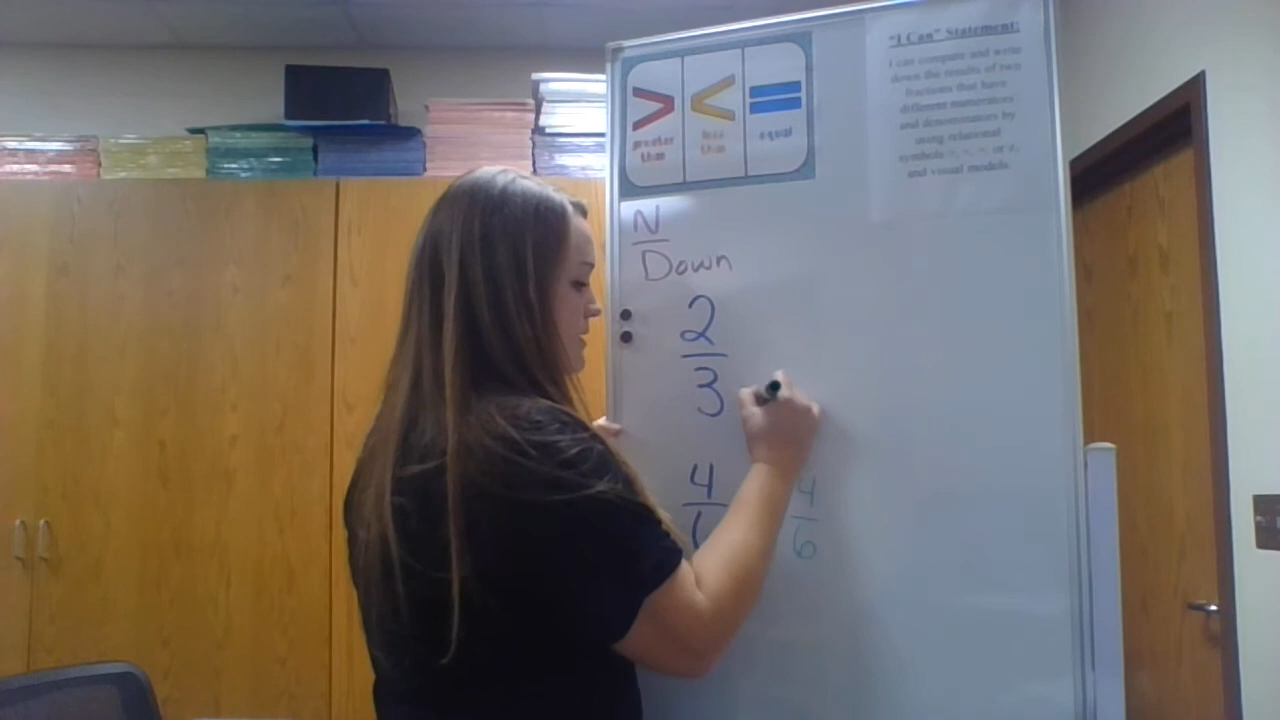 > < =
greater less equal
than than
"I Can" Statement:
I can compare and write
down the results of two
fractions that have
different numerators
and denominators by
using relational
symbols >, <, = or ≠,
and visual models.
N
Down
2
3
4 4
6